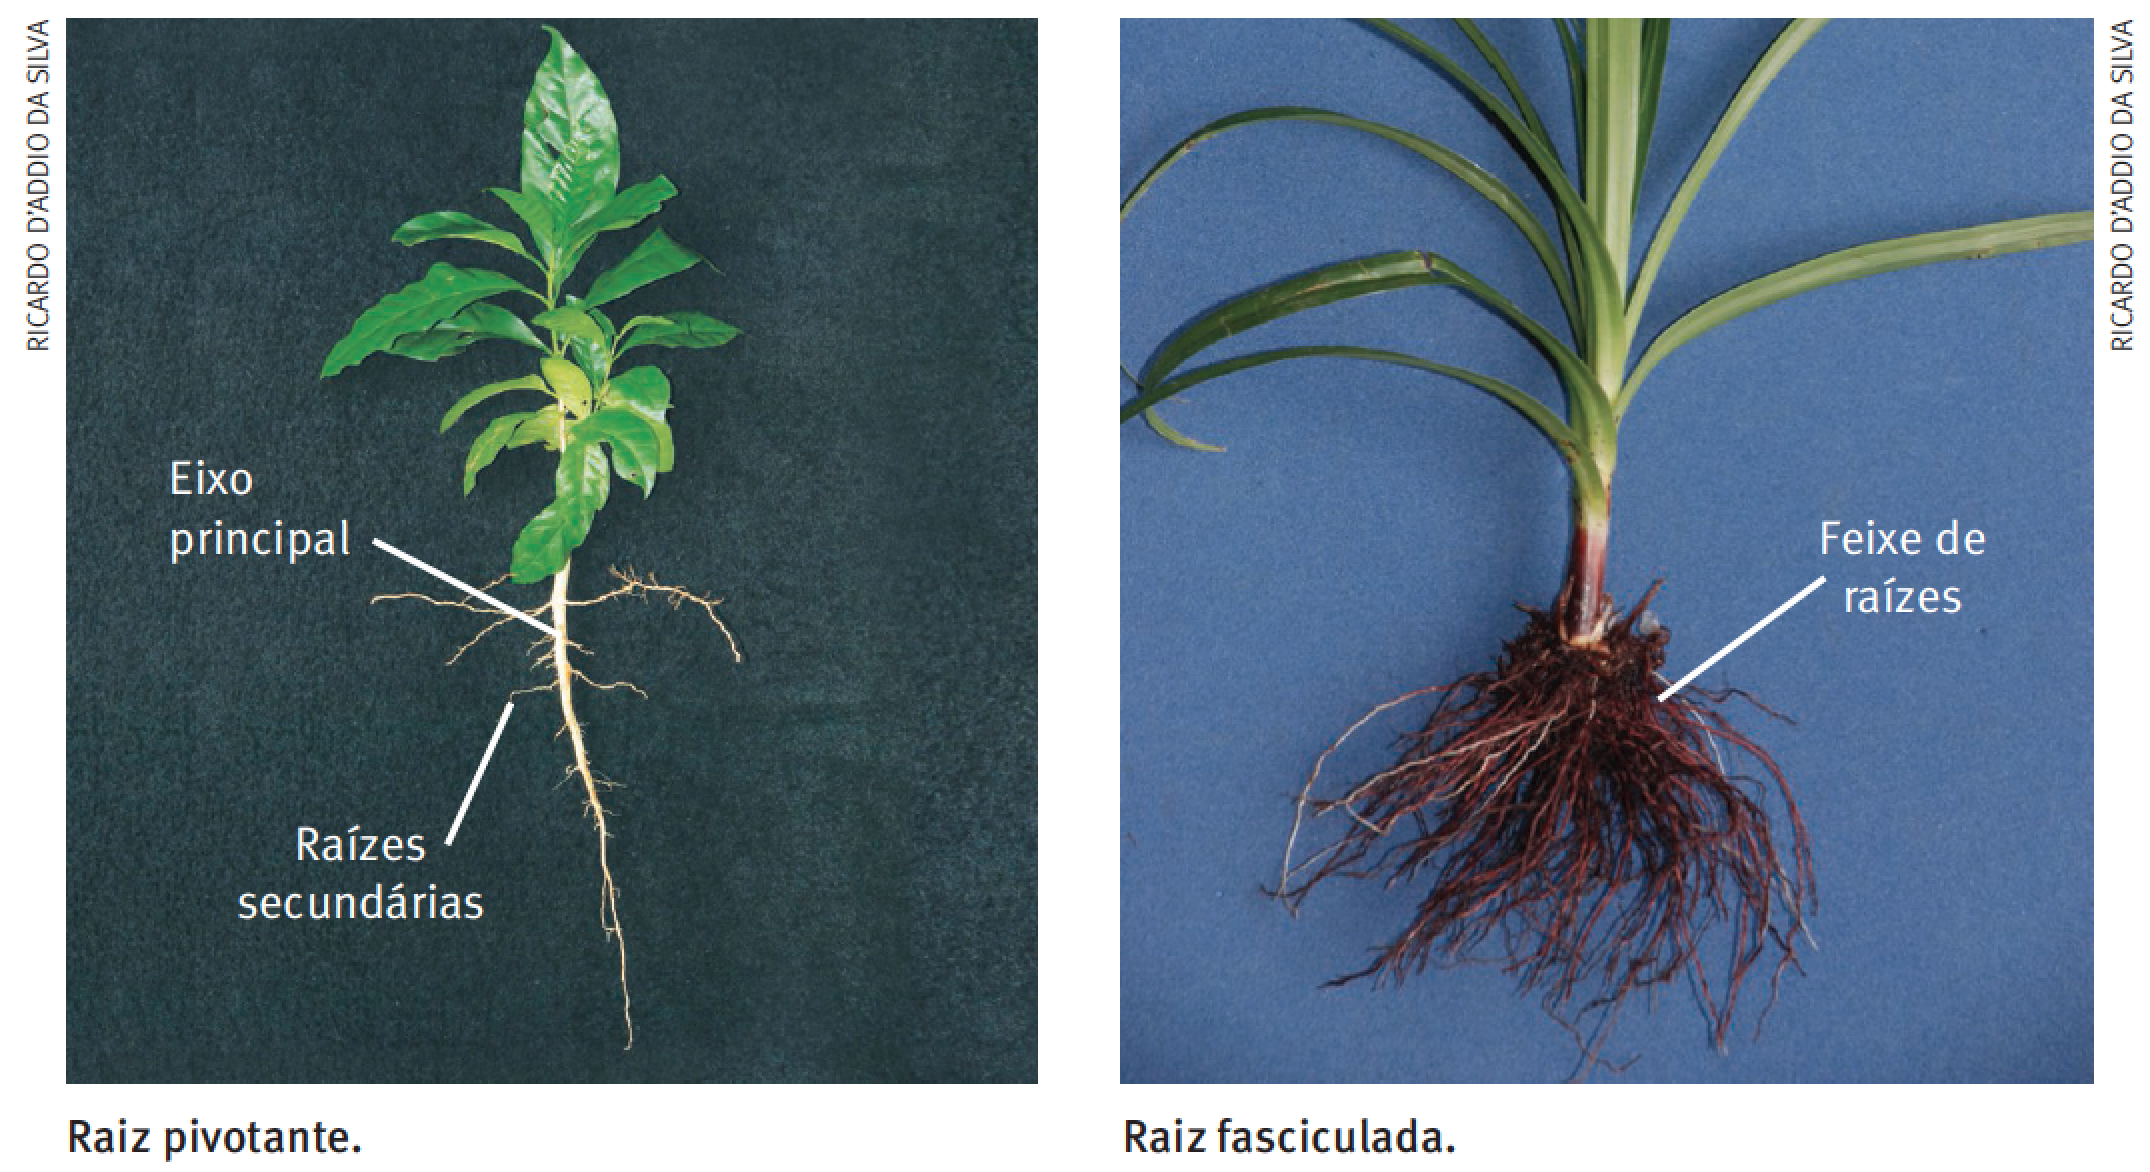 RICARDO D'ADDIO DA SILVA
Eixo
principal
Raízes
secundárias
Raiz pivotante.
Feixe de
raízes
Raiz fasciculada.
RICARDO D'ADDIO DA SILVA